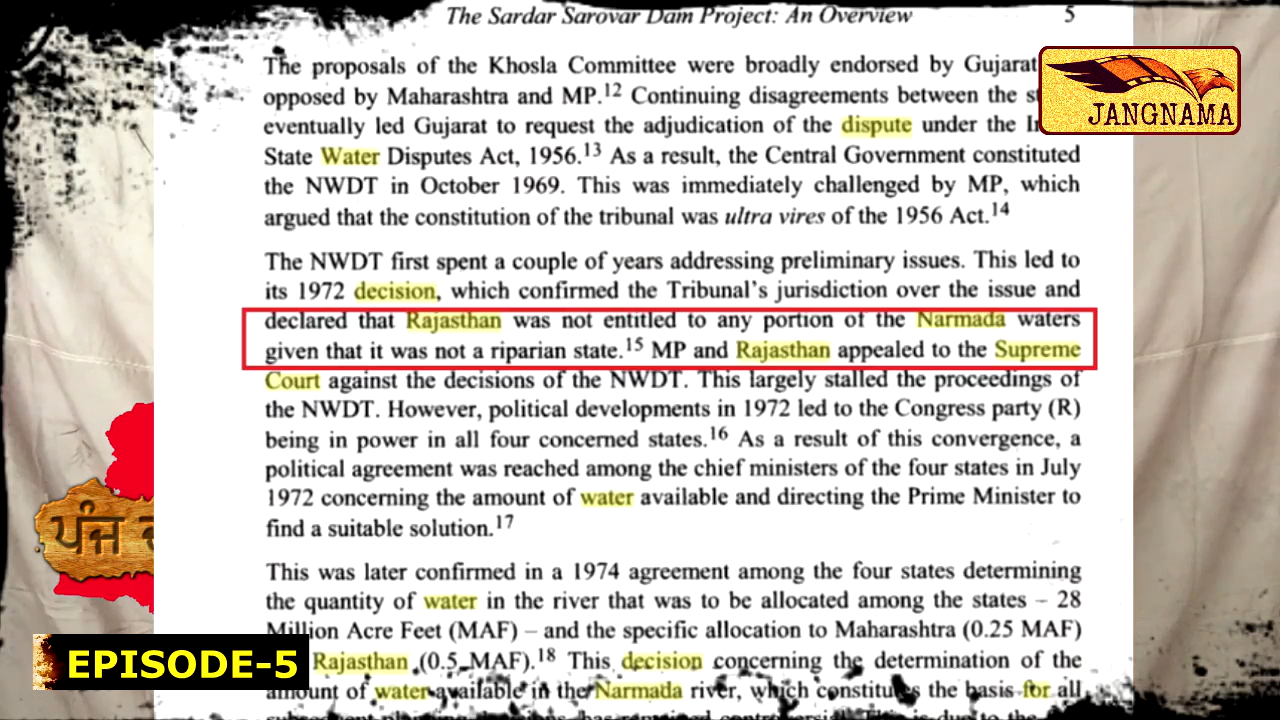 The Sardar Sarovar Dam Project: An Overview 5
The proposals of the Khosla Committee were broadly endorsed by Gujarat
opposed by Maharashtra and MP.12 Continuing disagreements between the
eventually led Gujarat to request the adjudication of the dispute under the
State Water Disputes Act, 1956.13 As a result, the Central Government constituted
the NWDT in October 1969. This was immediately challenged by MP, which
argued that the constitution of the tribunal was ultra vires of the 1956 Act.14
The NWDT first spent a couple of years addressing preliminary issues. This led to
its 1972 decision, which confirmed the Tribunal's jurisdiction over the issue and
declared that Rajasthan was not entitled to any portion of the Narmada waters
given that it was not a riparian state.15 MP and Rajasthan appealed to the Supreme
Court against the decisions of the NWDT. This largely stalled the proceedings of
the NWDT. However, political developments in 1972 led to the Congress party (R)
being in power in all four concerned states.16 As a result of this convergence, a
political agreement was reached among the chief ministers of the four states in July
1972 concerning the amount of water available and directing the Prime Minister to
find a suitable solution.17
This was later confirmed in a 1974 agreement among the four states determining
the quantity of water in the river that was to be allocated among the states – 28
Million Acre Feet (MAF) – and the specific allocation to Maharashtra (0.25 MAF)
Rajasthan (0.5 MAF).18 This decision concerning the determination of the
amount of water available in the Narmada river, which constitutes the basis for all
JANGNAMA
ਪੰਜ
EPISODE-5